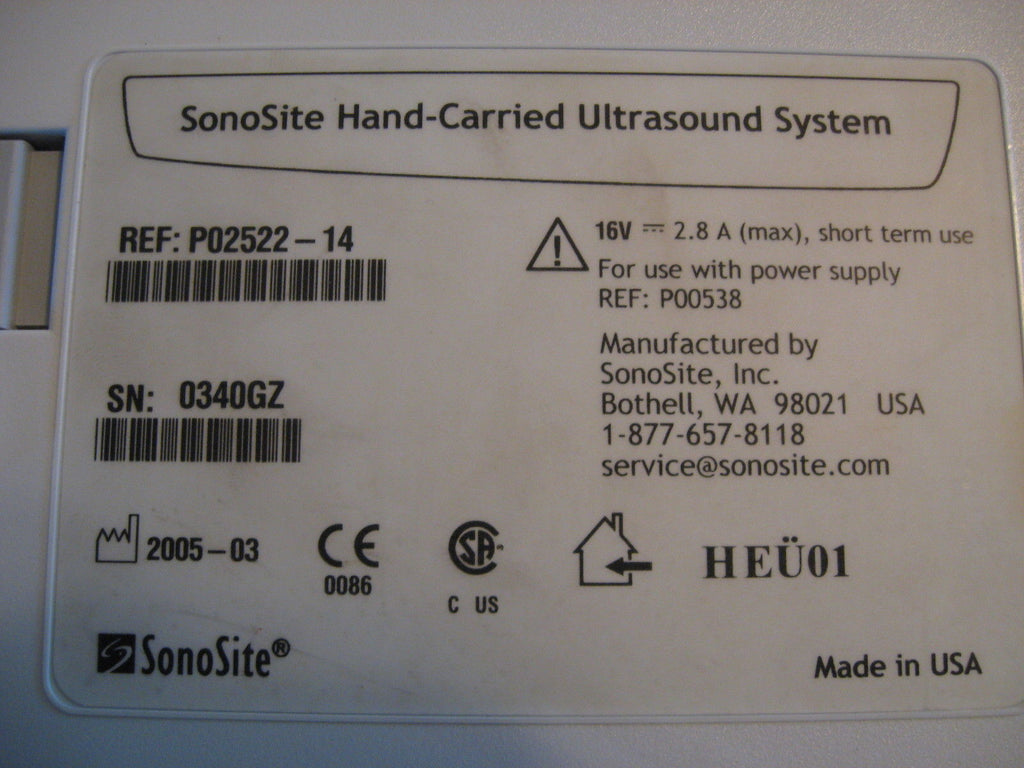 SonoSite Hand-Carried Ultrasound System
REF: P02522-14
SN: 0340GZ
16V ⎓ 2.8 A (max), short term use
For use with power supply
REF: P00538
Manufactured by
SonoSite, Inc.
Bothell, WA 98021 USA
1-877-657-8118
service@sonosite.com
2005-03
CE
0086
SA
C US
HEÜ01
SonoSite®
Made in USA